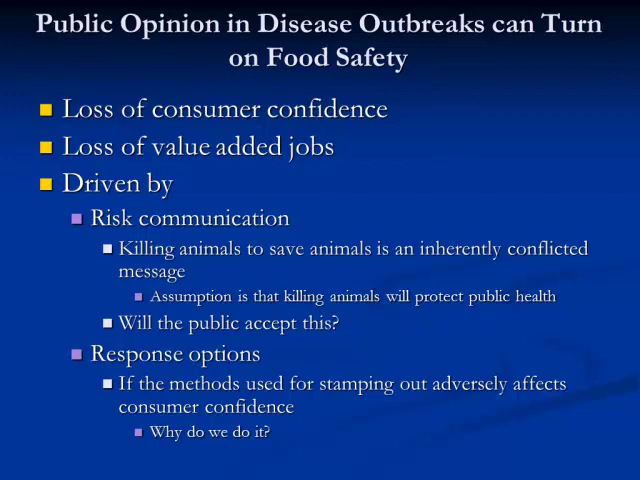 Public Opinion in Disease Outbreaks can Turn
on Food Safety
Loss of consumer confidence
Loss of value added jobs
Driven by
Risk communication
Killing animals to save animals is an inherently conflicted
message
Assumption is that killing animals will protect public health
Will the public accept this?
Response options
If the methods used for stamping out adversely affects
consumer confidence
Why do we do it?